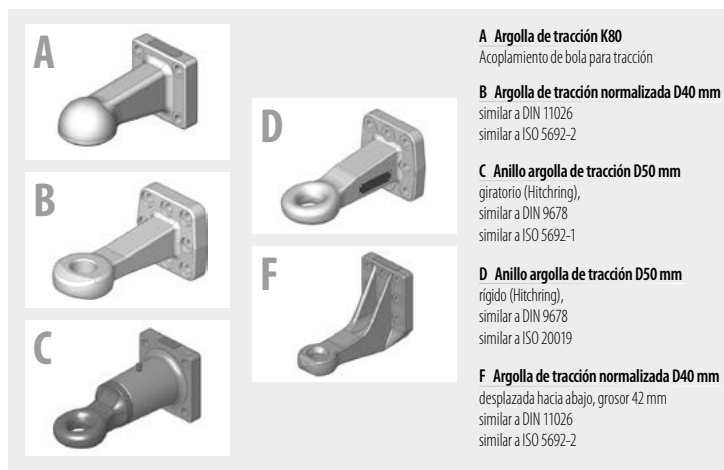 A
B
C
D
F
A Argolla de tracción K80
Acoplamiento de bola para tracción
B Argolla de tracción normalizada D40 mm
similar a DIN 11026
similar a ISO 5692-2
C Anillo argolla de tracción D50 mm
giratorio (Hitchring),
similar a DIN 9678
similar a ISO 5692-1
D Anillo argolla de tracción D50 mm
rígido (Hitchring),
similar a DIN 9678
similar a ISO 20019
F Argolla de tracción normalizada D40 mm
desplazada hacia abajo, grosor 42 mm
similar a DIN 11026
similar a ISO 5692-2